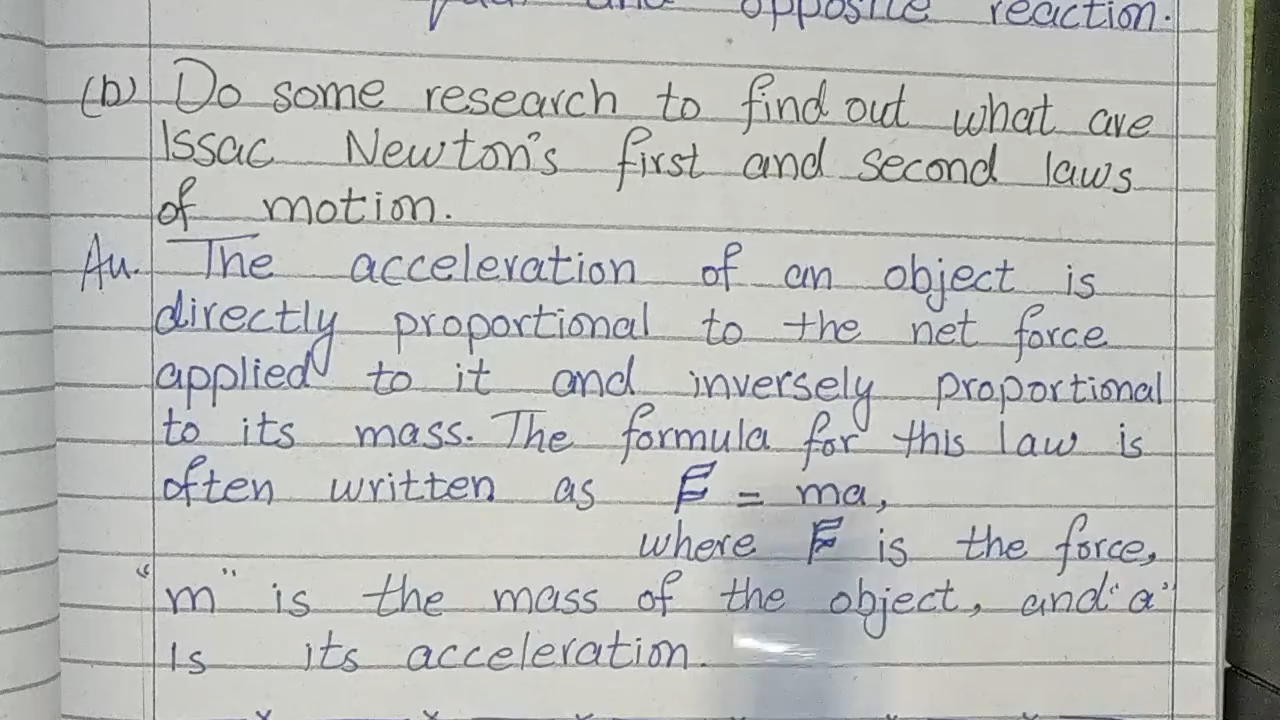 and opposite reaction.
(b) Do some research to find out what are
Issac Newton's first and second laws
of motion.
An. The acceleration of an object is
directly proportional to the net force
applied to it and inversely proportional
to its mass. The formula for this law is
often written as F = ma,
where F is the force,
"m" is the mass of the object, and "a"
is its acceleration.